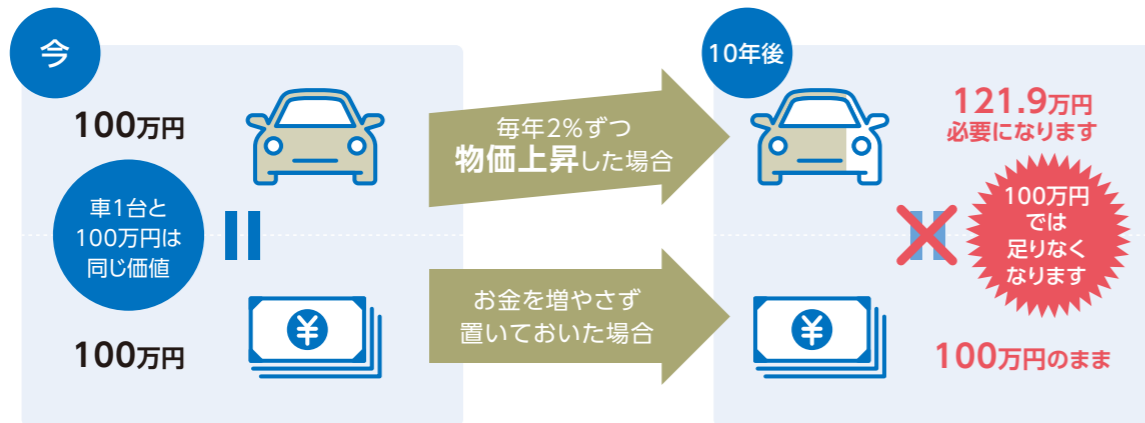 今
100万円
車1台と
100万円は
同じ価値
¥
100万円
毎年2%ずつ
物価上昇した場合
お金を増やさず
置いておいた場合
10年後
121.9万円
必要になります
100万円
では
足りなく
なります
¥
100万円のまま